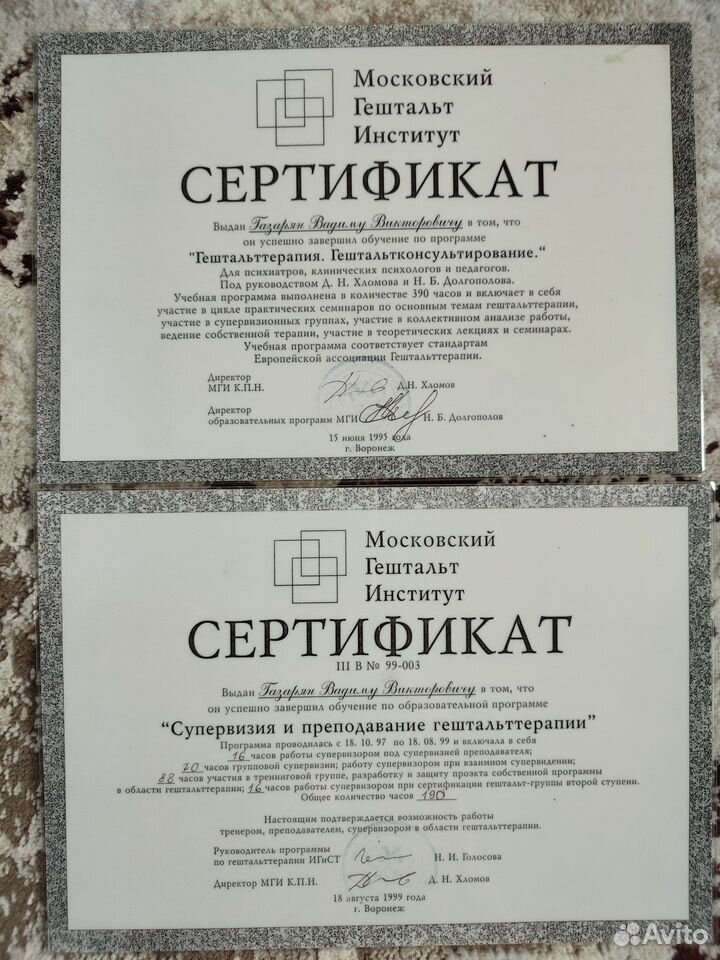 Московский
Гештальт
Институт
СЕРТИФИКАТ
Выдан Газарян Вадиму Викторовичу в том, что
он успешно завершил обучение по программе
"Гештальттерапия. Гештальтконсультирование.“
Для психиатров, клинических психологов и педагогов.
Под руководством Д. Н. Хломова и Н. Б. Долгополова.
Учебная программа выполнена в количестве 390 часов и включает в себя
участие в цикле практических семинаров по основным темам гештальттерапии,
участие в супервизионных группах, участие в коллективном анализе работы,
ведение собственной терапии, участие в теоретических лекциях и семинарах.
Учебная программа соответствует стандартам
Европейской ассоциации Гештальттерапии.
Директор
МГИ К.П.Н. Д.Н. Хломов
Директор
образовательных программ МГИ Н. Б. Долгополов
15 июня 1995 года
г. Воронеж
Московский
Гештальт
Институт
СЕРТИФИКАТ
III В № 99-003
Выдан Газарян Вадиму Викторовичу в том, что
он успешно завершил обучение по образовательной программе
“Супервизия и преподавание гештальттерапии”
Программа проводилась с 18. 10. 97 по 18. 08. 99 и включала в себя
16 часов работы супервизором под супервизией преподавателя;
70 часов групповой супервизии; работу супервизором при взаимном супервидении;
88 часов участия в тренинговой группе, разработку и защиту проэкта собственной программы
в области гештальттерапии; 16 часов работы супервизором при сертификации гештальт-группы второй ступени.
Общее количество часов 190
Настоящим подтверждается возможность работы
тренером, преподавателем, супервизором в области гештальттерапии.
Руководитель программы
по гештальттерапии ИГиСТ Н. И. Голосова
Директор МГИ К.П.Н. Д. Н. Хломов
18 августа 1999 года
г. Воронеж
Avito